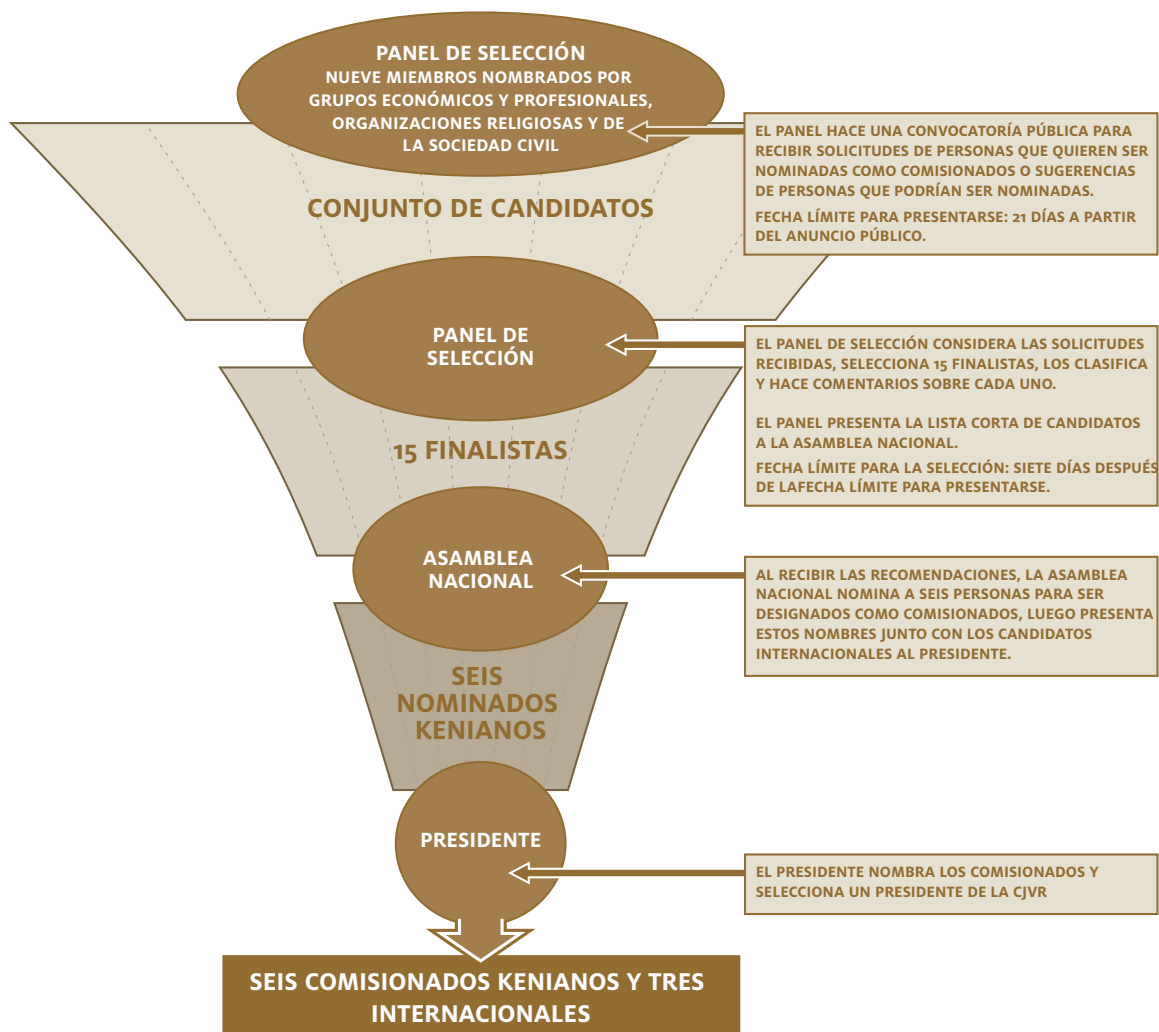 PANEL DE SELECCIÓN
NUEVE MIEMBROS NOMBRADOS POR
GRUPOS ECONÓMICOS Y PROFESIONALES,
ORGANIZACIONES RELIGIOSAS Y DE
LA SOCIEDAD CIVIL
EL PANEL HACE UNA CONVOCATORÍA PÚBLICA PARA
RECIBIR SOLICITUDES DE PERSONAS QUE QUIEREN SER
NOMINADAS COMO COMISIONADOS O SUGERENCIAS
DE PERSONAS QUE PODRÍAN SER NOMINADAS.
FECHA LÍMITE PARA PRESENTARSE: 21 DÍAS A PARTIR
DEL ANUNCIO PÚBLICO.
CONJUNTO DE CANDIDATOS
PANEL DE
SELECCIÓN
EL PANEL DE SELECCIÓN CONSIDERA LAS SOLICITUDES
RECIBIDAS, SELECCIONA 15 FINALISTAS, LOS CLASIFICA
Y HACE COMENTARIOS SOBRE CADA UNO.
EL PANEL PRESENTA LA LISTA CORTA DE CANDIDATOS
A LA ASAMBLEA NACIONAL.
FECHA LÍMITE PARA LA SELECCIÓN: SIETE DÍAS DESPUÉS
DE LAFECHA LÍMITE PARA PRESENTARSE.
15 FINALISTAS
ASAMBLEA
NACIONAL
AL RECIBIR LAS RECOMENDACIONES, LA ASAMBLEA
NACIONAL NOMINA A SEIS PERSONAS PARA SER
DESIGNADOS COMO COMISIONADOS, LUEGO PRESENTA
ESTOS NOMBRES JUNTO CON LOS CANDIDATOS
INTERNACIONALES AL PRESIDENTE.
SEIS
NOMINADOS
KENIANOS
PRESIDENTE
EL PRESIDENTE NOMBRA LOS COMISIONADOS Y
SELECCIONA UN PRESIDENTE DE LA CJVR
SEIS COMISIONADOS KENIANOS Y TRES
INTERNACIONALES